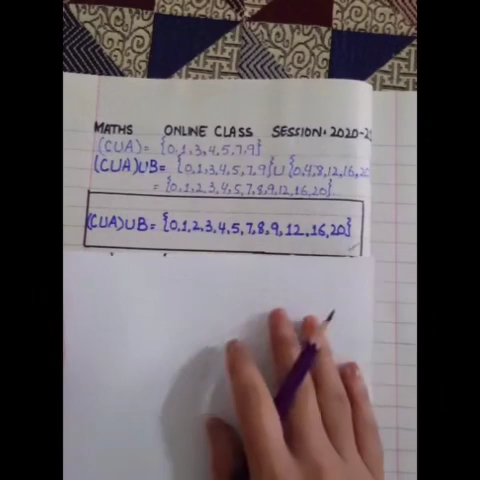 MATHS ONLINE CLASS SESSION: 2020-2
(CUA)= {0,1,3,4,5,7,9}
(CUA)UB= {0,1,3,4,5,7,9}U{0,4,8,12,16,20
= {0,1,2,3,4,5,7,8,9,12,16,20}.
(CUA)UB= {0,1,2,3,4,5,7,8,9,12,16,20}